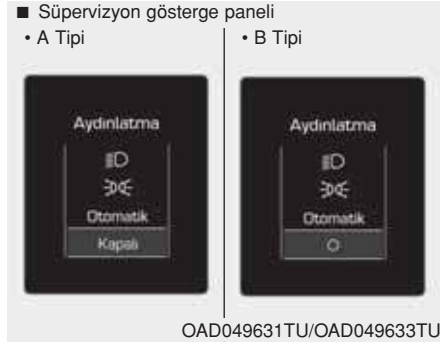 ■ Süpervizyon gösterge paneli
• A Tipi
• B Tipi
Aydınlatma
Otomatik
Kapalı
Aydınlatma
Otomatik
O
OAD049631TU/OAD049633TU